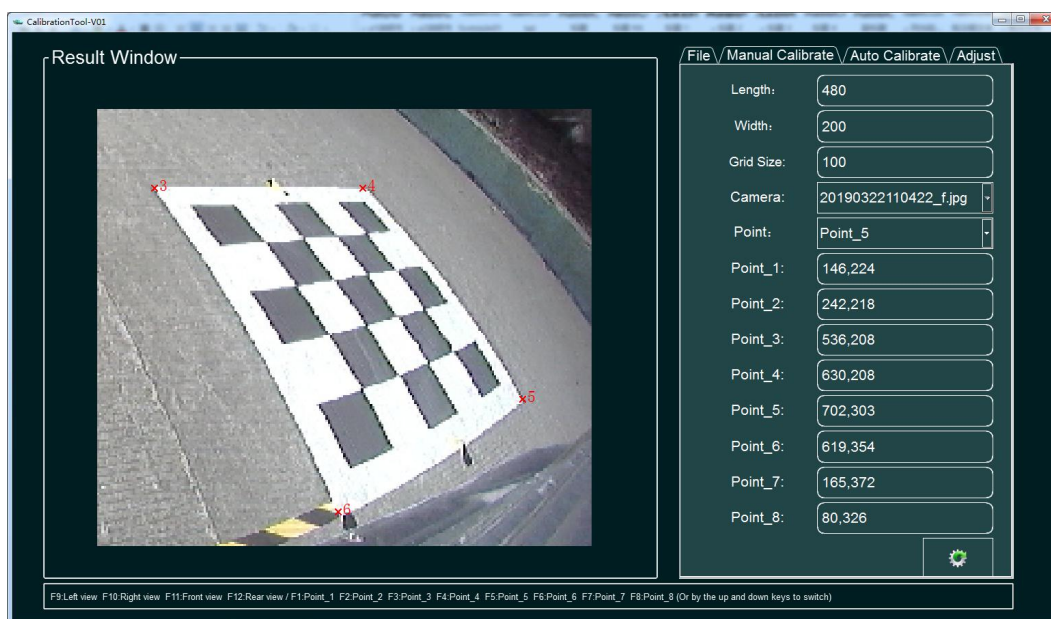 CalibrationTool-V01
Result Window
File Manual Calibrate Auto Calibrate Adjust
Length: 480
Width: 200
Grid Size: 100
Camera: 20190322110422_f.jpg
Point: Point_5
Point_1: 146,224
Point_2: 242,218
Point_3: 536,208
Point_4: 630,208
Point_5: 702,303
Point_6: 619,354
Point_7: 165,372
Point_8: 80,326
3
4
5
6
F9:Left view F10:Right view F11:Front view F12:Rear view / F1:Point_1 F2:Point_2 F3:Point_3 F4:Point_4 F5:Point_5 F6:Point_6 F7:Point_7 F8:Point_8 (Or by the up and down keys to switch)